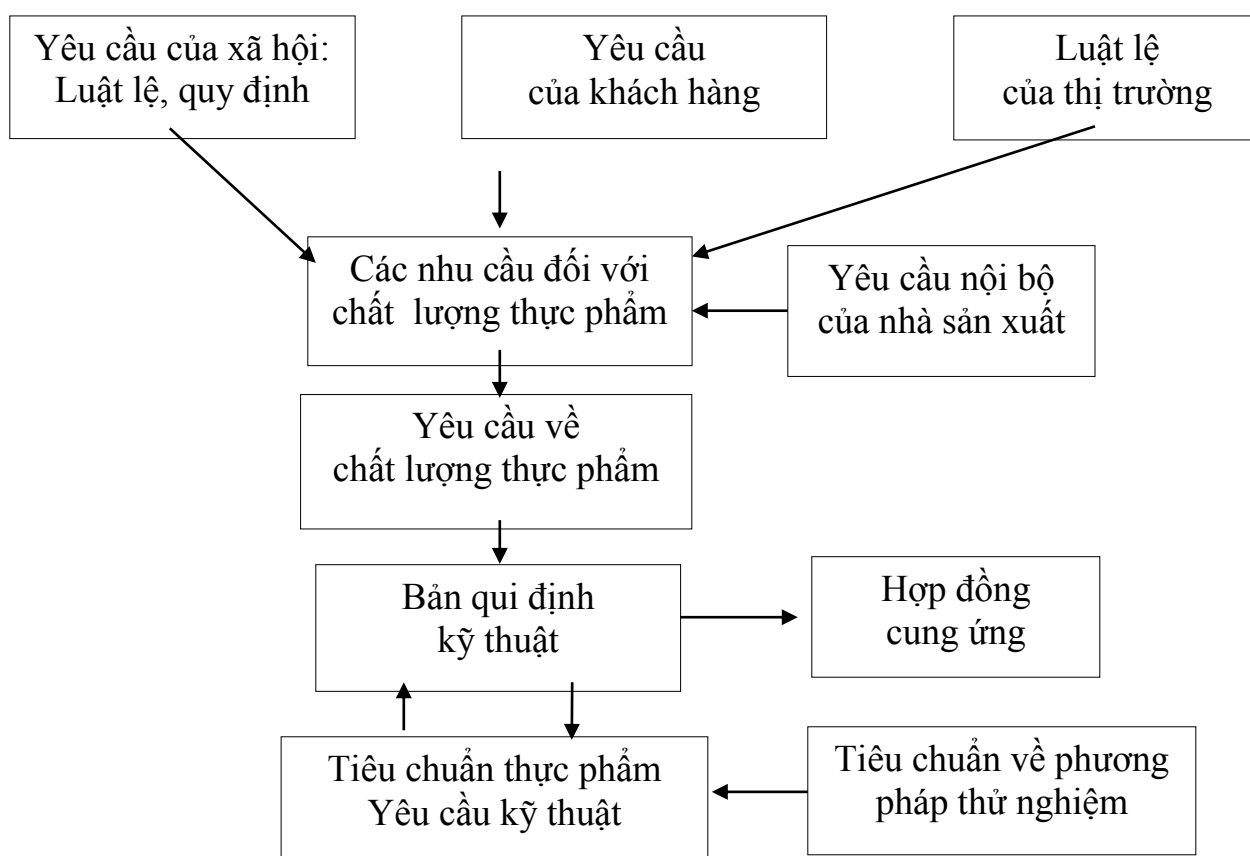 Yêu cầu của xã hội:
Luật lệ, quy định
Yêu cầu
của khách hàng
Luật lệ
của thị trường
Các nhu cầu đối với
chất lượng thực phẩm
Yêu cầu nội bộ
của nhà sản xuất
Yêu cầu về
chất lượng thực phẩm
Bản qui định
kỹ thuật
Hợp đồng
cung ứng
Tiêu chuẩn thực phẩm
Yêu cầu kỹ thuật
Tiêu chuẩn về phương
pháp thử nghiệm